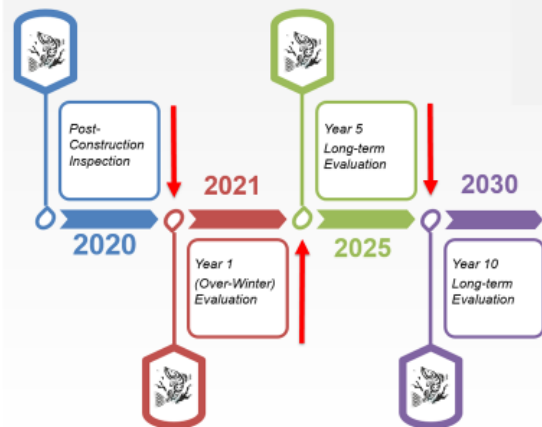 Post-
Construction
Inspection
2020
2021
Year 1
(Over-Winter)
Evaluation
Year 5
Long-term
Evaluation
2025
2030
Year 10
Long-term
Evaluation